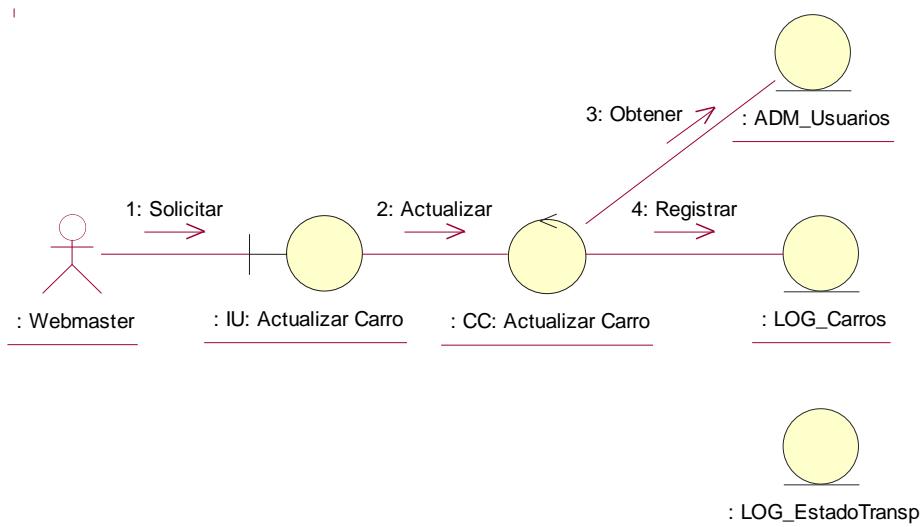 3: Obtener
: ADM_Usuarios
1: Solicitar
2: Actualizar
4: Registrar
: Webmaster
: IU: Actualizar Carro
: CC: Actualizar Carro
: LOG_Carros
: LOG_EstadoTransp